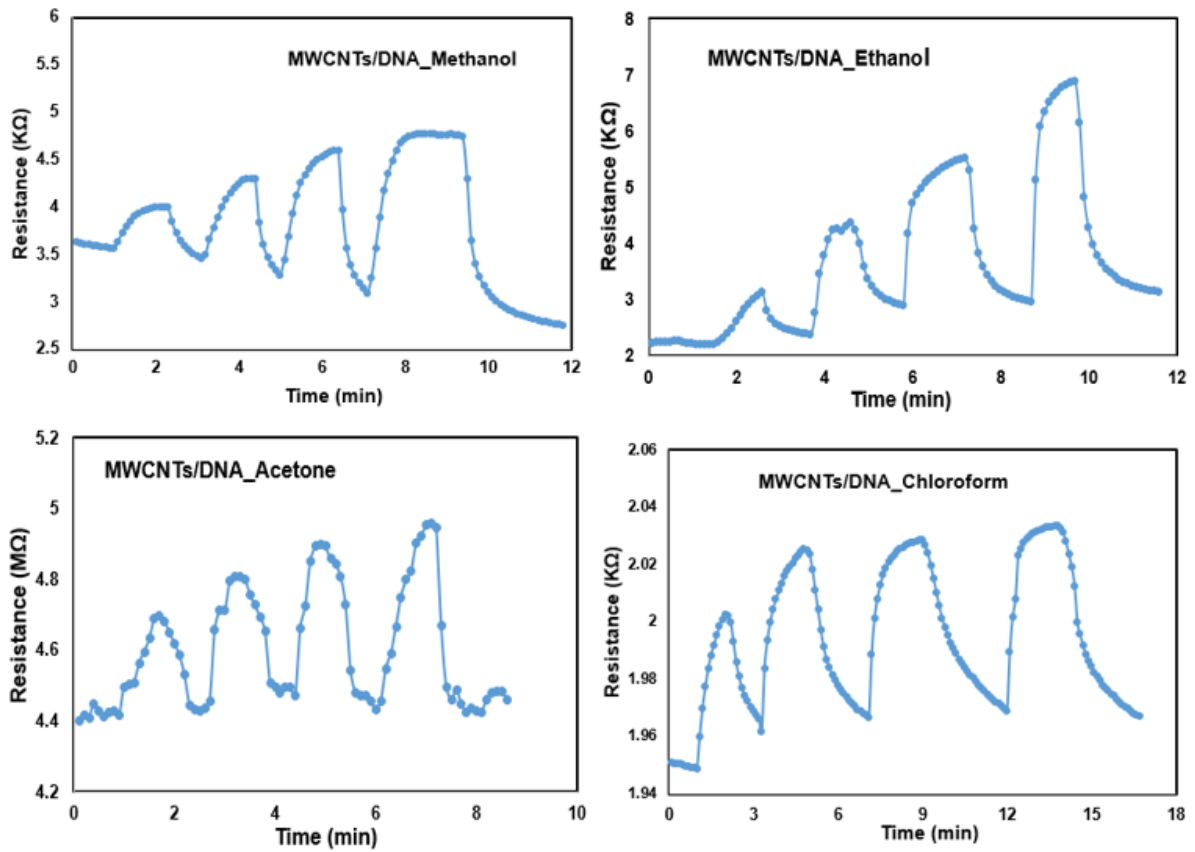 MWCNTs/DNA_Methanol
Resistance (KΩ)
6
5.5
5
4.5
4
3.5
3
2.5
0 2 4 6 8 10 12
Time (min)
MWCNTs/DNA_Ethanol
Resistance (KΩ)
8
7
6
5
4
3
2
0 2 4 6 8 10 12
Time (min)
MWCNTs/DNA_Acetone
Resistance (MΩ)
5.2
5
4.8
4.6
4.4
4.2
0 2 4 6 8 10
Time (min)
MWCNTs/DNA_Chloroform
Resistance (KΩ)
2.06
2.04
2.02
2
1.98
1.96
1.94
0 3 6 9 12 15 18
Time (min)